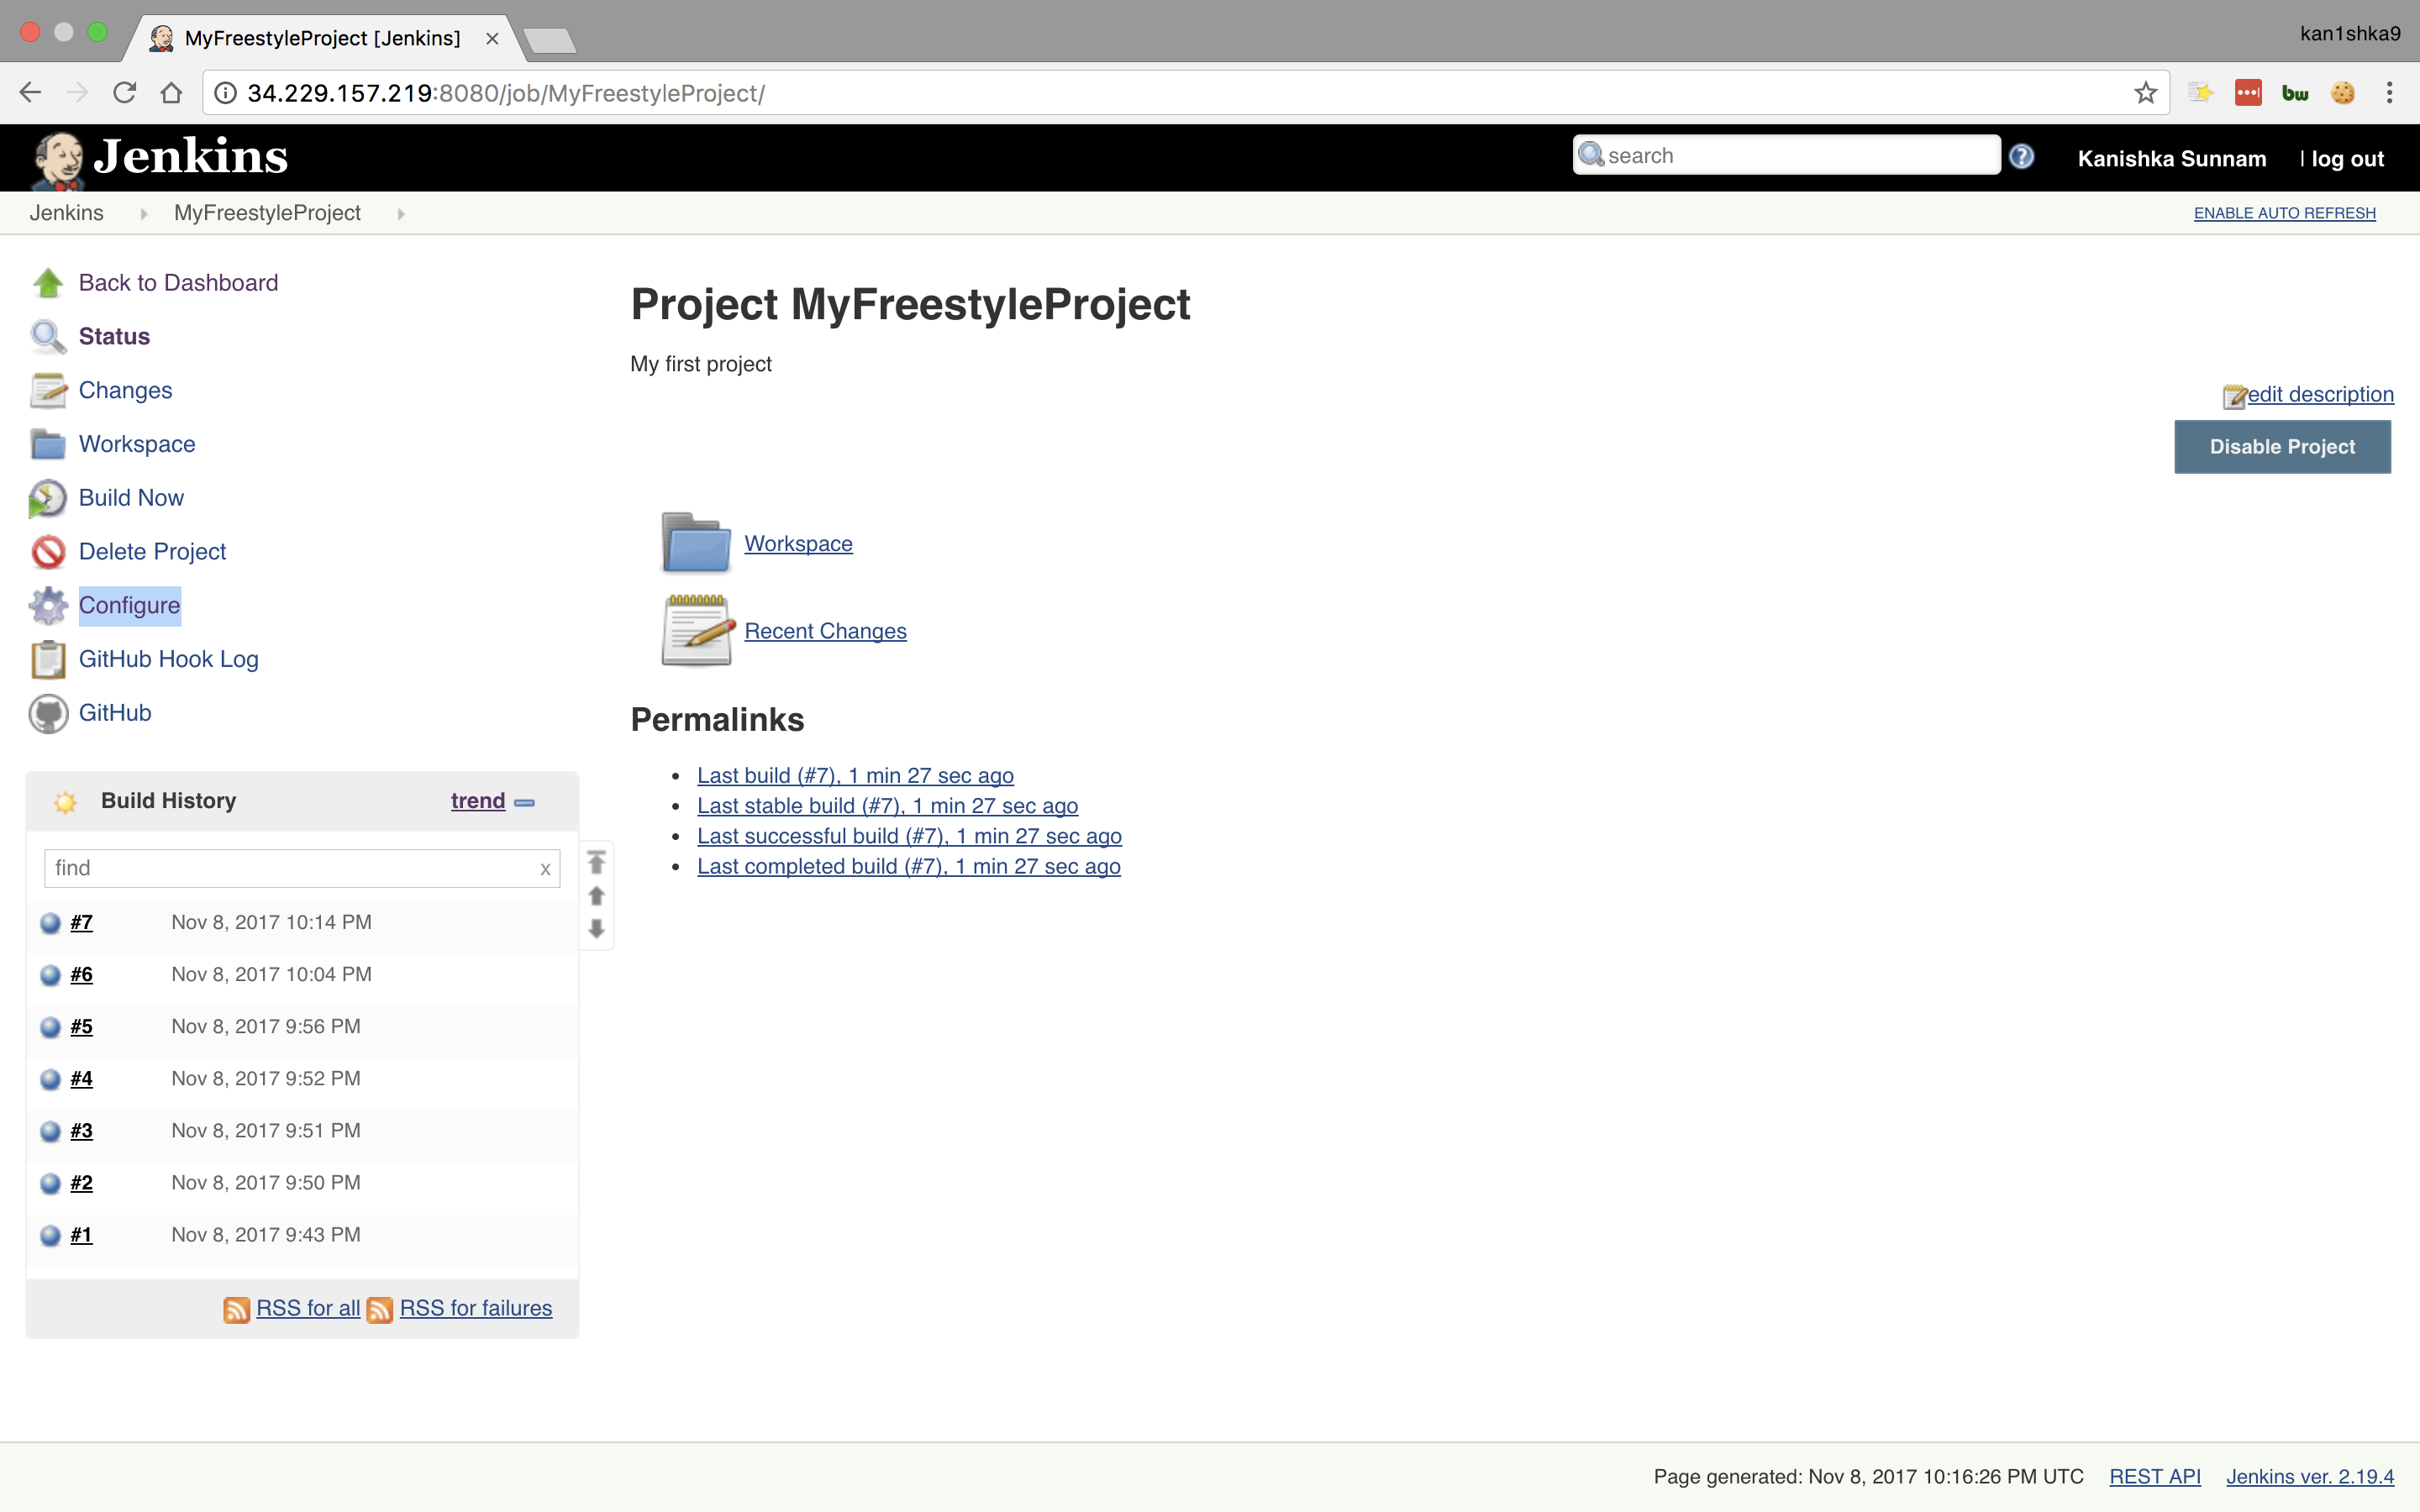 MyFreestyleProject [Jenkins]
kan1shka9
34.229.157.219:8080/job/MyFreestyleProject/
bw
Jenkins
search
Kanishka Sunnam | log out
Jenkins MyFreestyleProject
ENABLE AUTO REFRESH
Back to Dashboard
Status
Changes
Workspace
Build Now
Delete Project
Configure
GitHub Hook Log
GitHub
Project MyFreestyleProject
My first project
edit description
Disable Project
Workspace
Recent Changes
Permalinks
Last build (#7), 1 min 27 sec ago
Last stable build (#7), 1 min 27 sec ago
Last successful build (#7), 1 min 27 sec ago
Last completed build (#7), 1 min 27 sec ago
Build History trend
find x
#7 Nov 8, 2017 10:14 PM
#6 Nov 8, 2017 10:04 PM
#5 Nov 8, 2017 9:56 PM
#4 Nov 8, 2017 9:52 PM
#3 Nov 8, 2017 9:51 PM
#2 Nov 8, 2017 9:50 PM
#1 Nov 8, 2017 9:43 PM
RSS for all RSS for failures
Page generated: Nov 8, 2017 10:16:26 PM UTC REST API Jenkins ver. 2.19.4